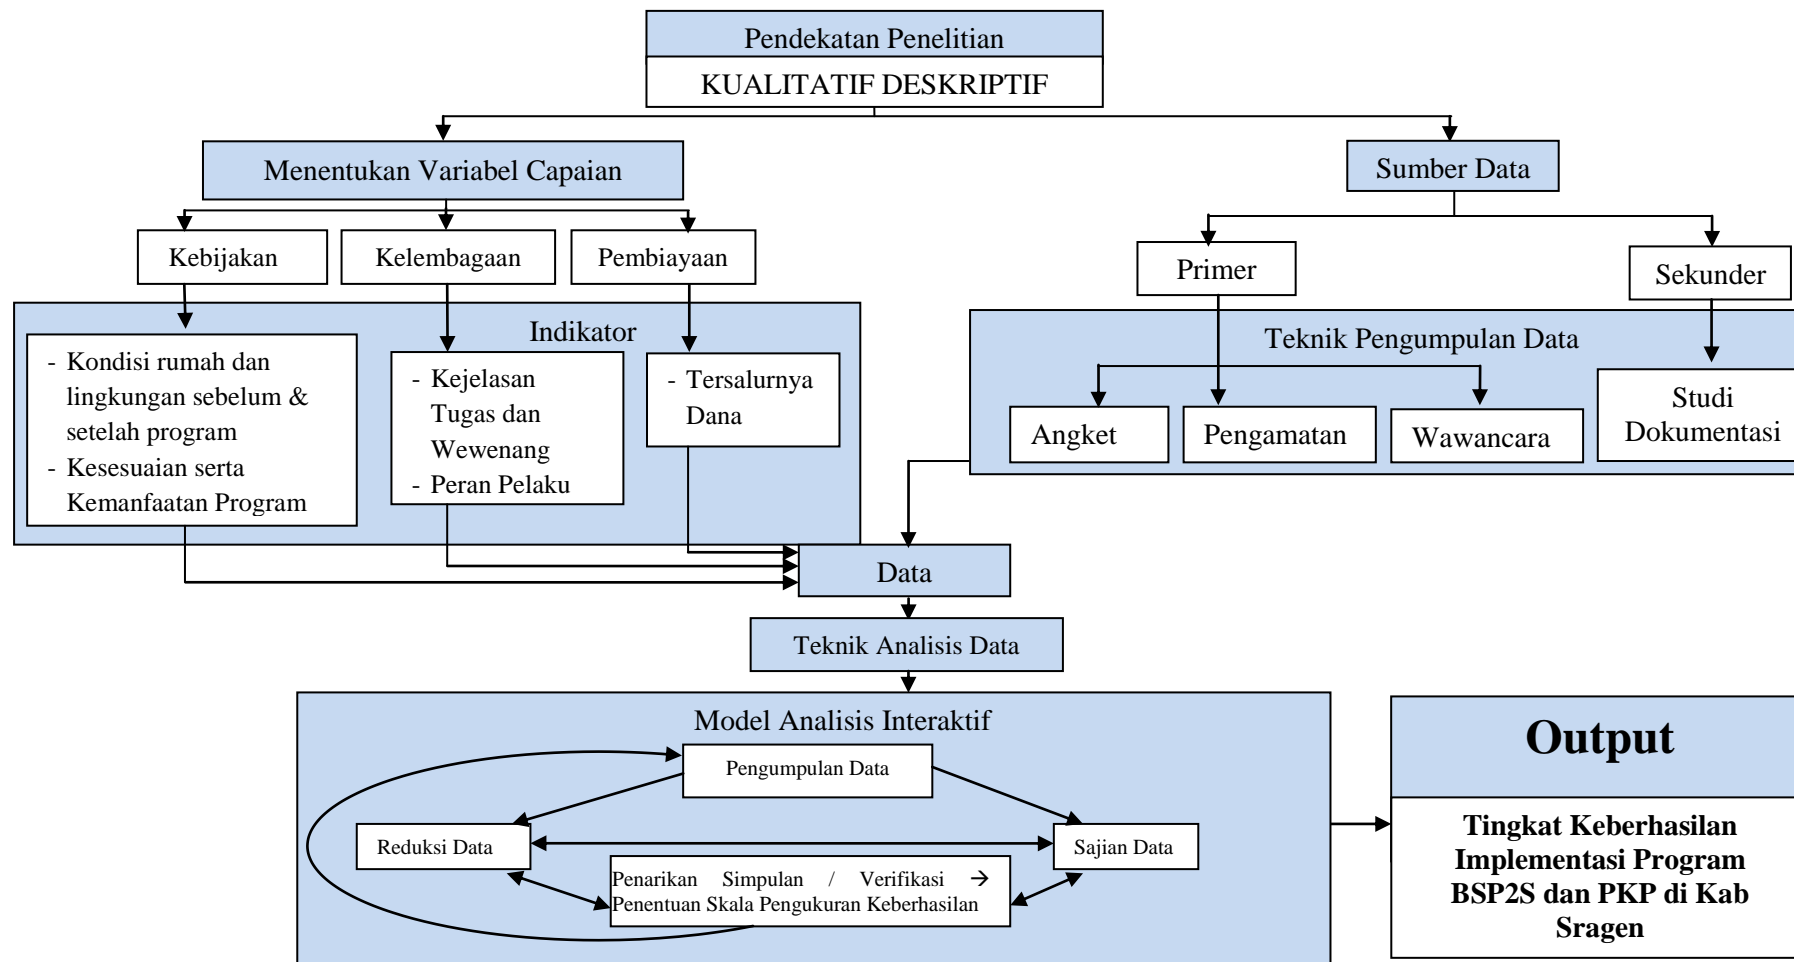 Pendekatan Penelitian
KUALITATIF DESKRIPTIF
Menentukan Variabel Capaian
Sumber Data
Kebijakan
Kelembagaan
Pembiayaan
Primer
Sekunder
Indikator
- Kondisi rumah dan
lingkungan sebelum &
setelah program
- Kesesuaian serta
Kemanfaatan Program
- Kejelasan
Tugas dan
Wewenang
- Peran Pelaku
- Tersalurnya
Dana
Teknik Pengumpulan Data
Angket
Pengamatan
Wawancara
Studi
Dokumentasi
Data
Teknik Analisis Data
Model Analisis Interaktif
Pengumpulan Data
Reduksi Data
Sajian Data
Penarikan Simpulan / Verifikasi →
Penentuan Skala Pengukuran Keberhasilan
Output
Tingkat Keberhasilan
Implementasi Program
BSP2S dan PKP di Kab
Sragen